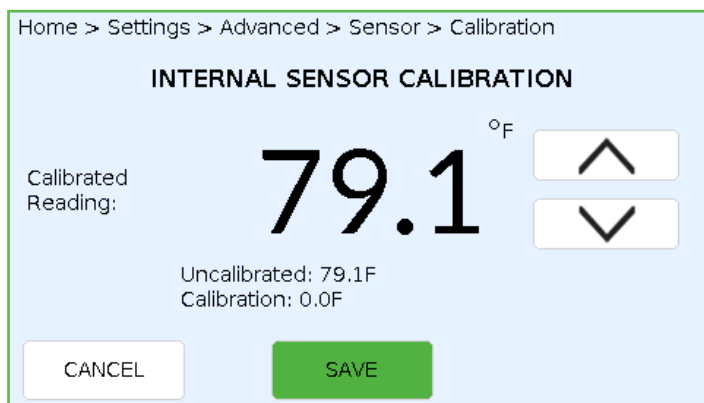 Home > Settings > Advanced > Sensor > Calibration
INTERNAL SENSOR CALIBRATION
Calibrated
Reading:
79.1 °F
Uncalibrated: 79.1F
Calibration: 0.0F
CANCEL
SAVE